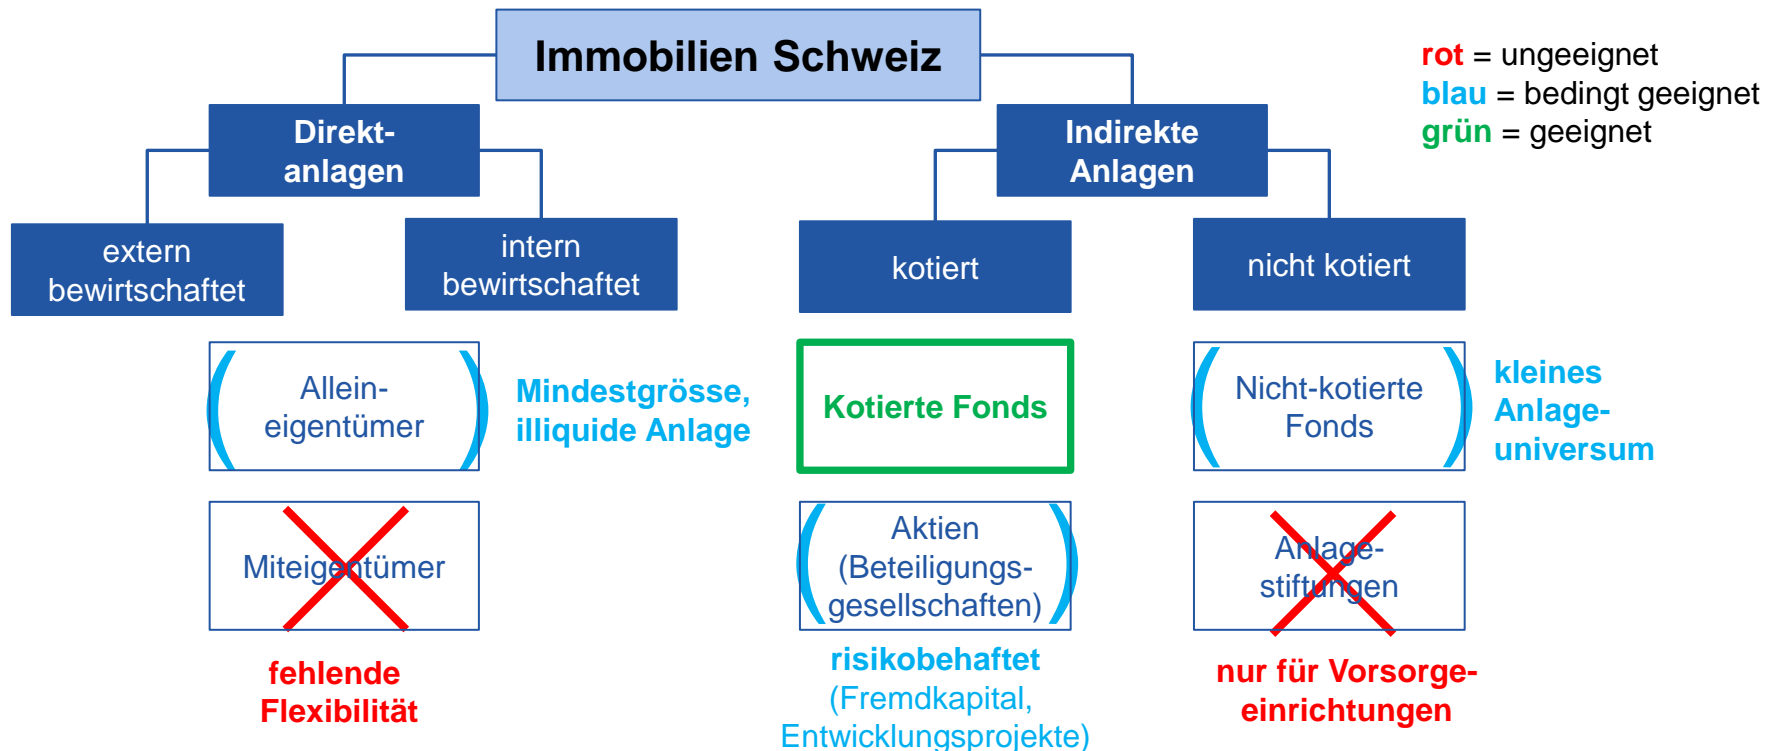 Immobilien Schweiz
rot = ungeeignet
blau = bedingt geeignet
grün = geeignet
Direkt-
anlagen
Indirekte
Anlagen
extern
bewirtschaftet
intern
bewirtschaftet
kotiert
nicht kotiert
Allein-
eigentümer
Mindestgrösse,
illiquide Anlage
Kotierte Fonds
Nicht-kotierte
Fonds
kleines
Anlage-
universum
Miteigentümer
Aktien
(Beteiligungs-
gesellschaften)
Anlage-
stiftungen
fehlende
Flexibilität
risikobehaftet
(Fremdkapital,
Entwicklungsprojekte)
nur für Vorsorge-
einrichtungen